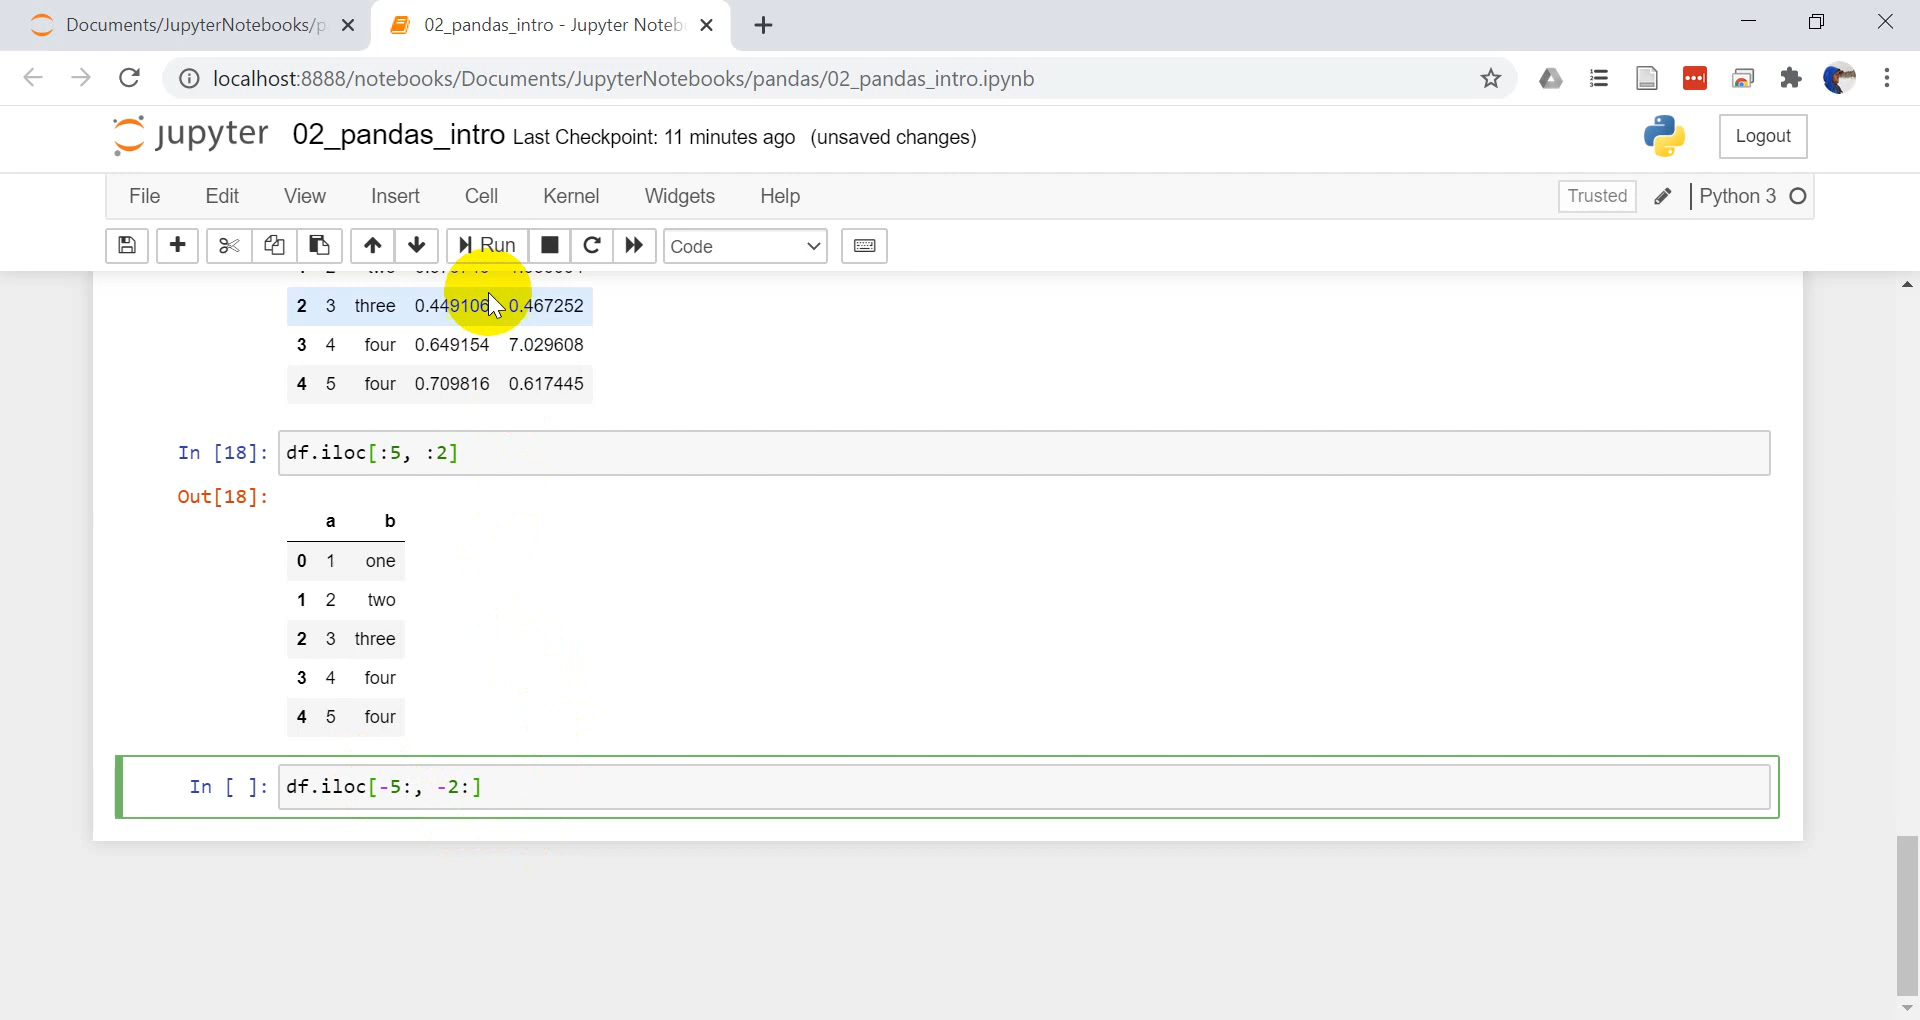 Documents/JupyterNotebooks/p
02_pandas_intro - Jupyter Noteb
localhost:8888/notebooks/Documents/JupyterNotebooks/pandas/02_pandas_intro.ipynb
jupyter 02_pandas_intro Last Checkpoint: 11 minutes ago (unsaved changes)
Logout
File Edit View Insert Cell Kernel Widgets Help
Trusted Python 3
Run Code
2 3 three 0.449106 0.467252
3 4 four 0.649154 7.029608
4 5 four 0.709816 0.617445
In [18]: df.iloc[:5, :2]
Out[18]:
a b
0 1 one
1 2 two
2 3 three
3 4 four
4 5 four
In [ ]: df.iloc[-5:, -2:]